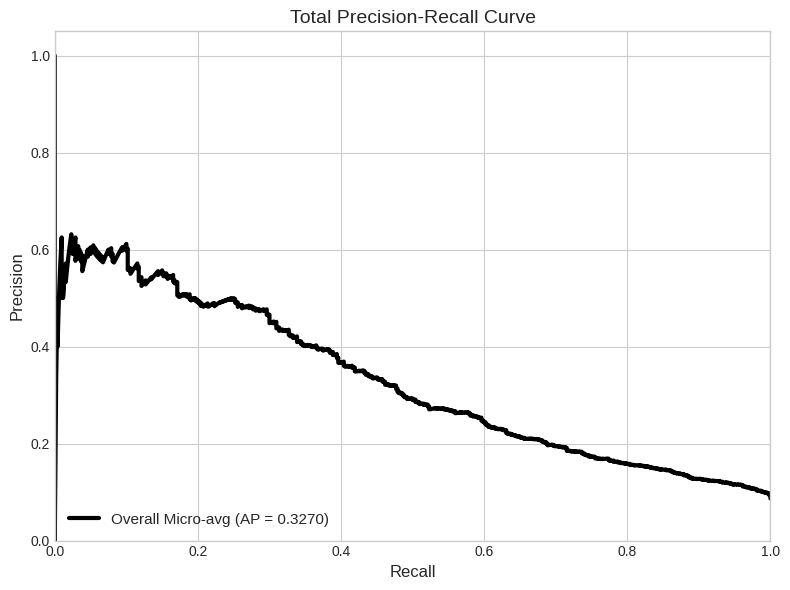 Total Precision-Recall Curve
1.0
0.8
0.6
0.4
0.2
0.0
Precision
Overall Micro-avg (AP = 0.3270)
0.0 0.2 0.4 0.6 0.8 1.0
Recall